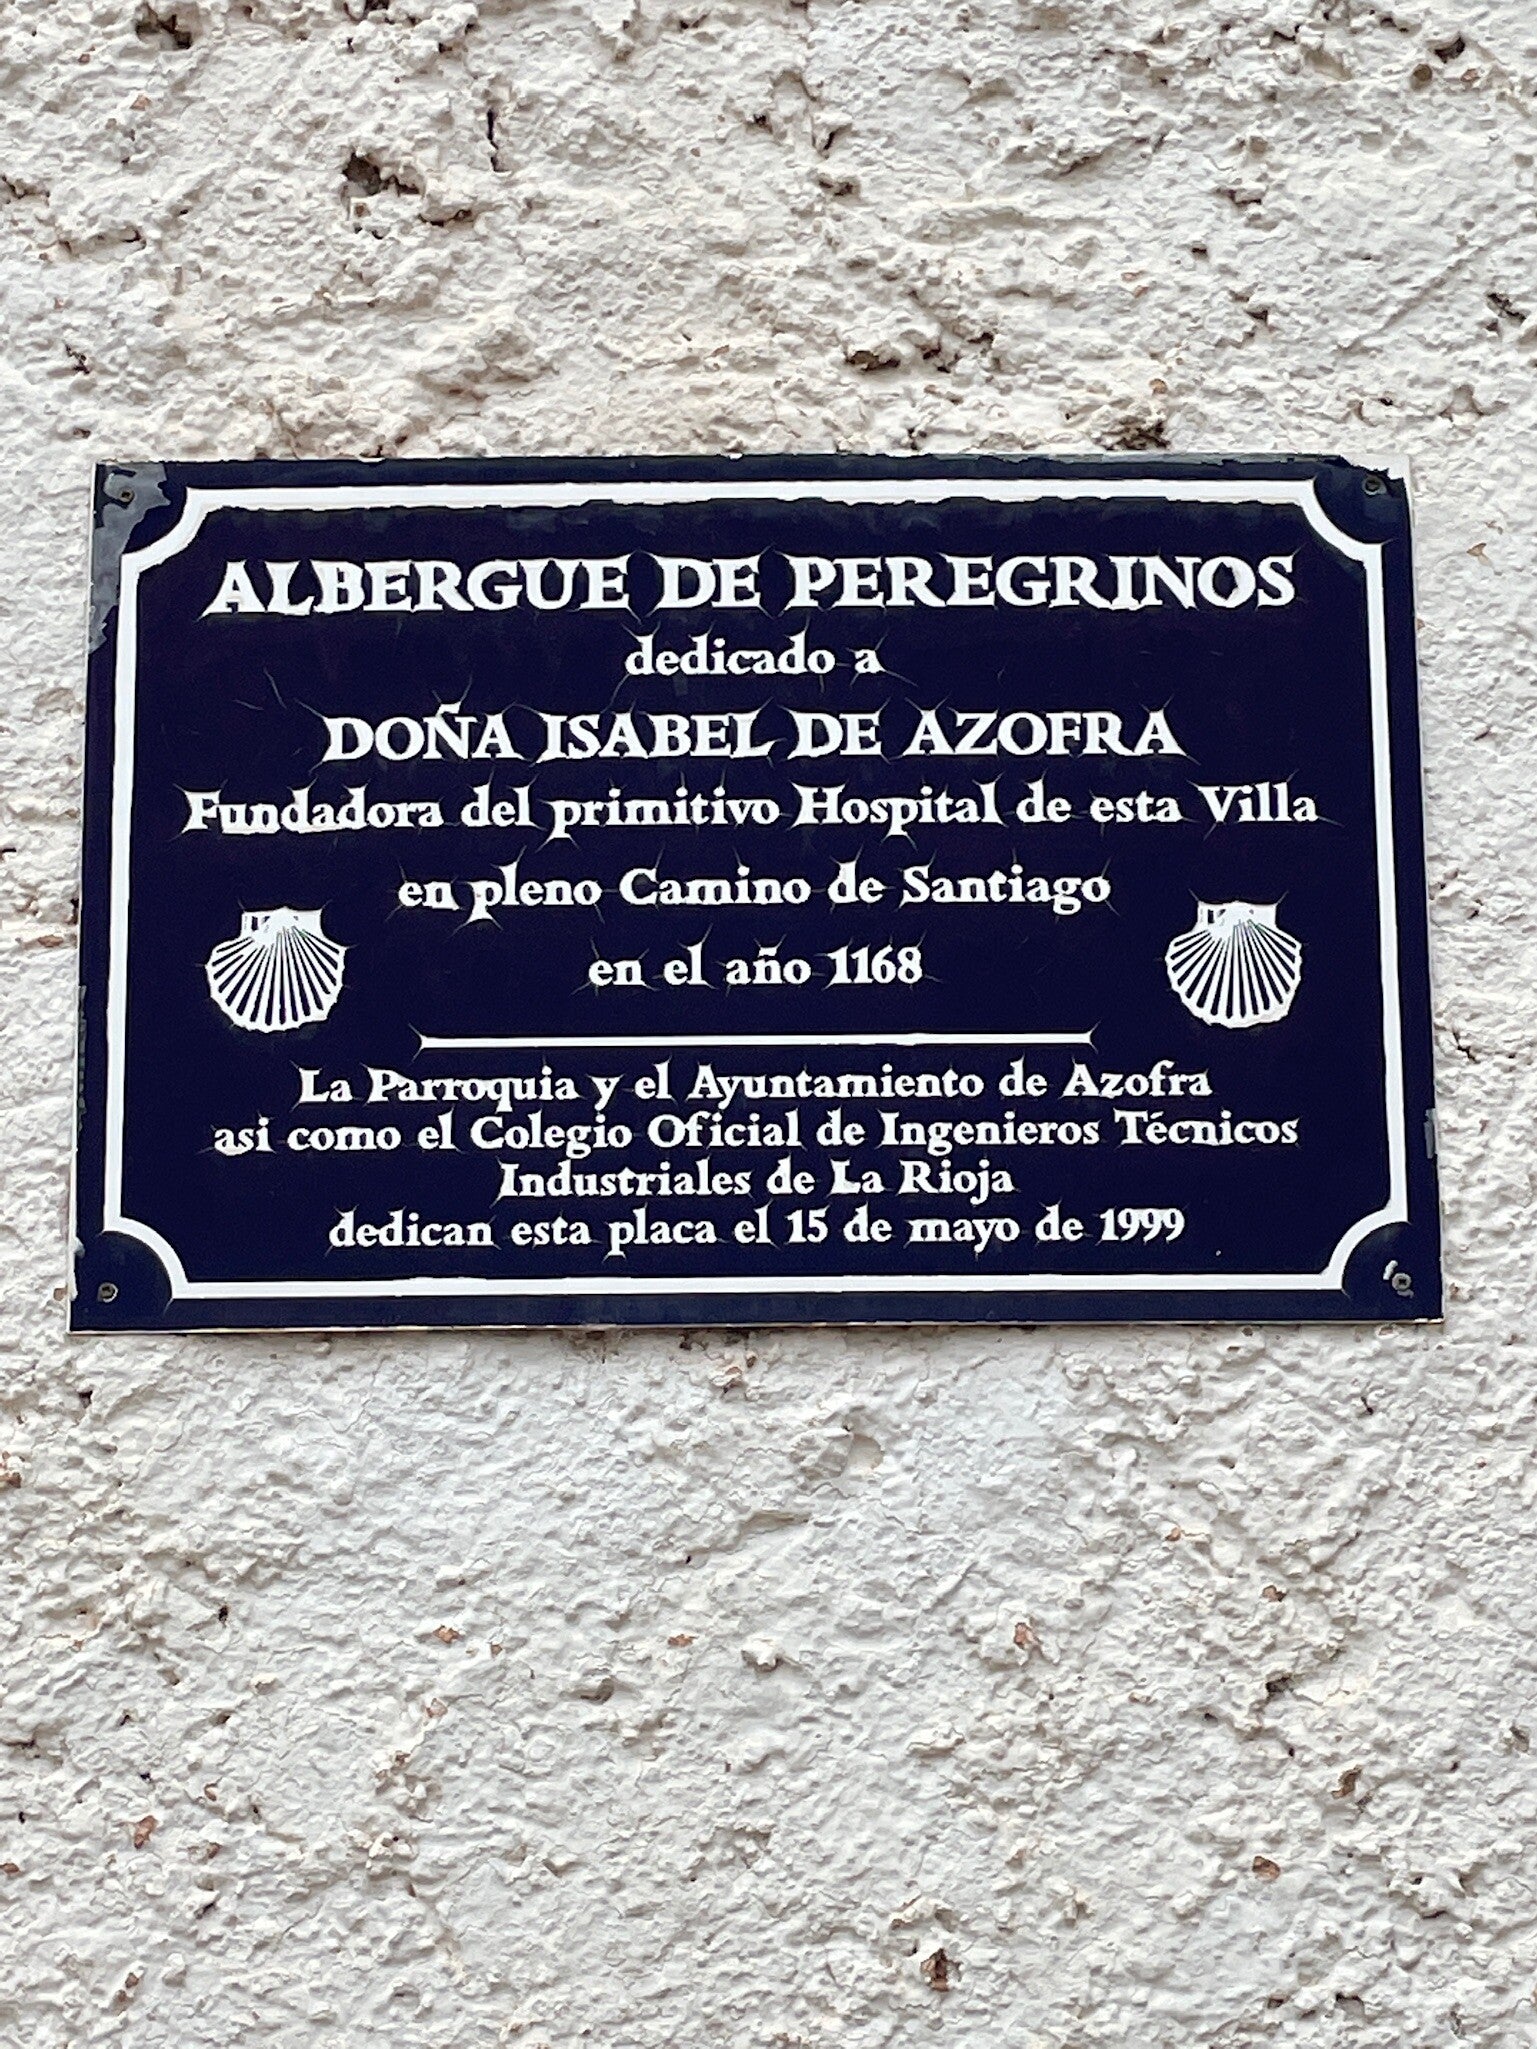 ALBERGUE DE PEREGRINOS
dedicado a
DOÑA ISABEL DE AZOFRA
Fundadora del primitivo Hospital de esta Villa
en pleno Camino de Santiago
en el año 1168
La Parroquia y el Ayuntamiento de Azofra
asi como el Colegio Oficial de Ingenieros Técnicos
Industriales de La Rioja
dedican esta placa el 15 de mayo de 1999